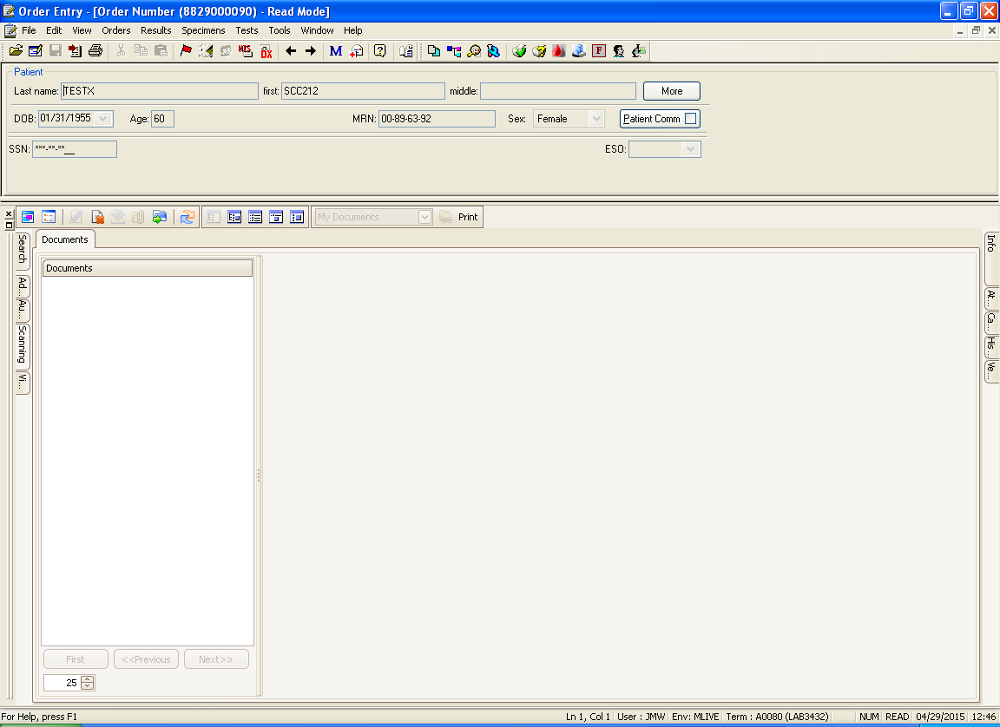 Order Entry - [Order Number (8829000090) - Read Mode]
File Edit View Orders Results Specimens Tests Tools Window Help
HIS DX M F
Patient
Last name: TESTX first: SCC212 middle: More
DOB: 01/31/1955 Age: 60 MRN: 00-89-63-92 Sex: Female Patient Comm
SSN: ***-**-**__ ESO:
My Documents Print
Documents
Documents
Search
Ad...
Au...
Scanning
Vi...
Info
At...
Ca...
His...
Ve...
First <<Previous Next>>
25
For Help, press F1 Ln 1, Col 1 User : JMW Env: MLIVE Term : A0080 (LAB3432) NUM READ 04/29/2015 12:46